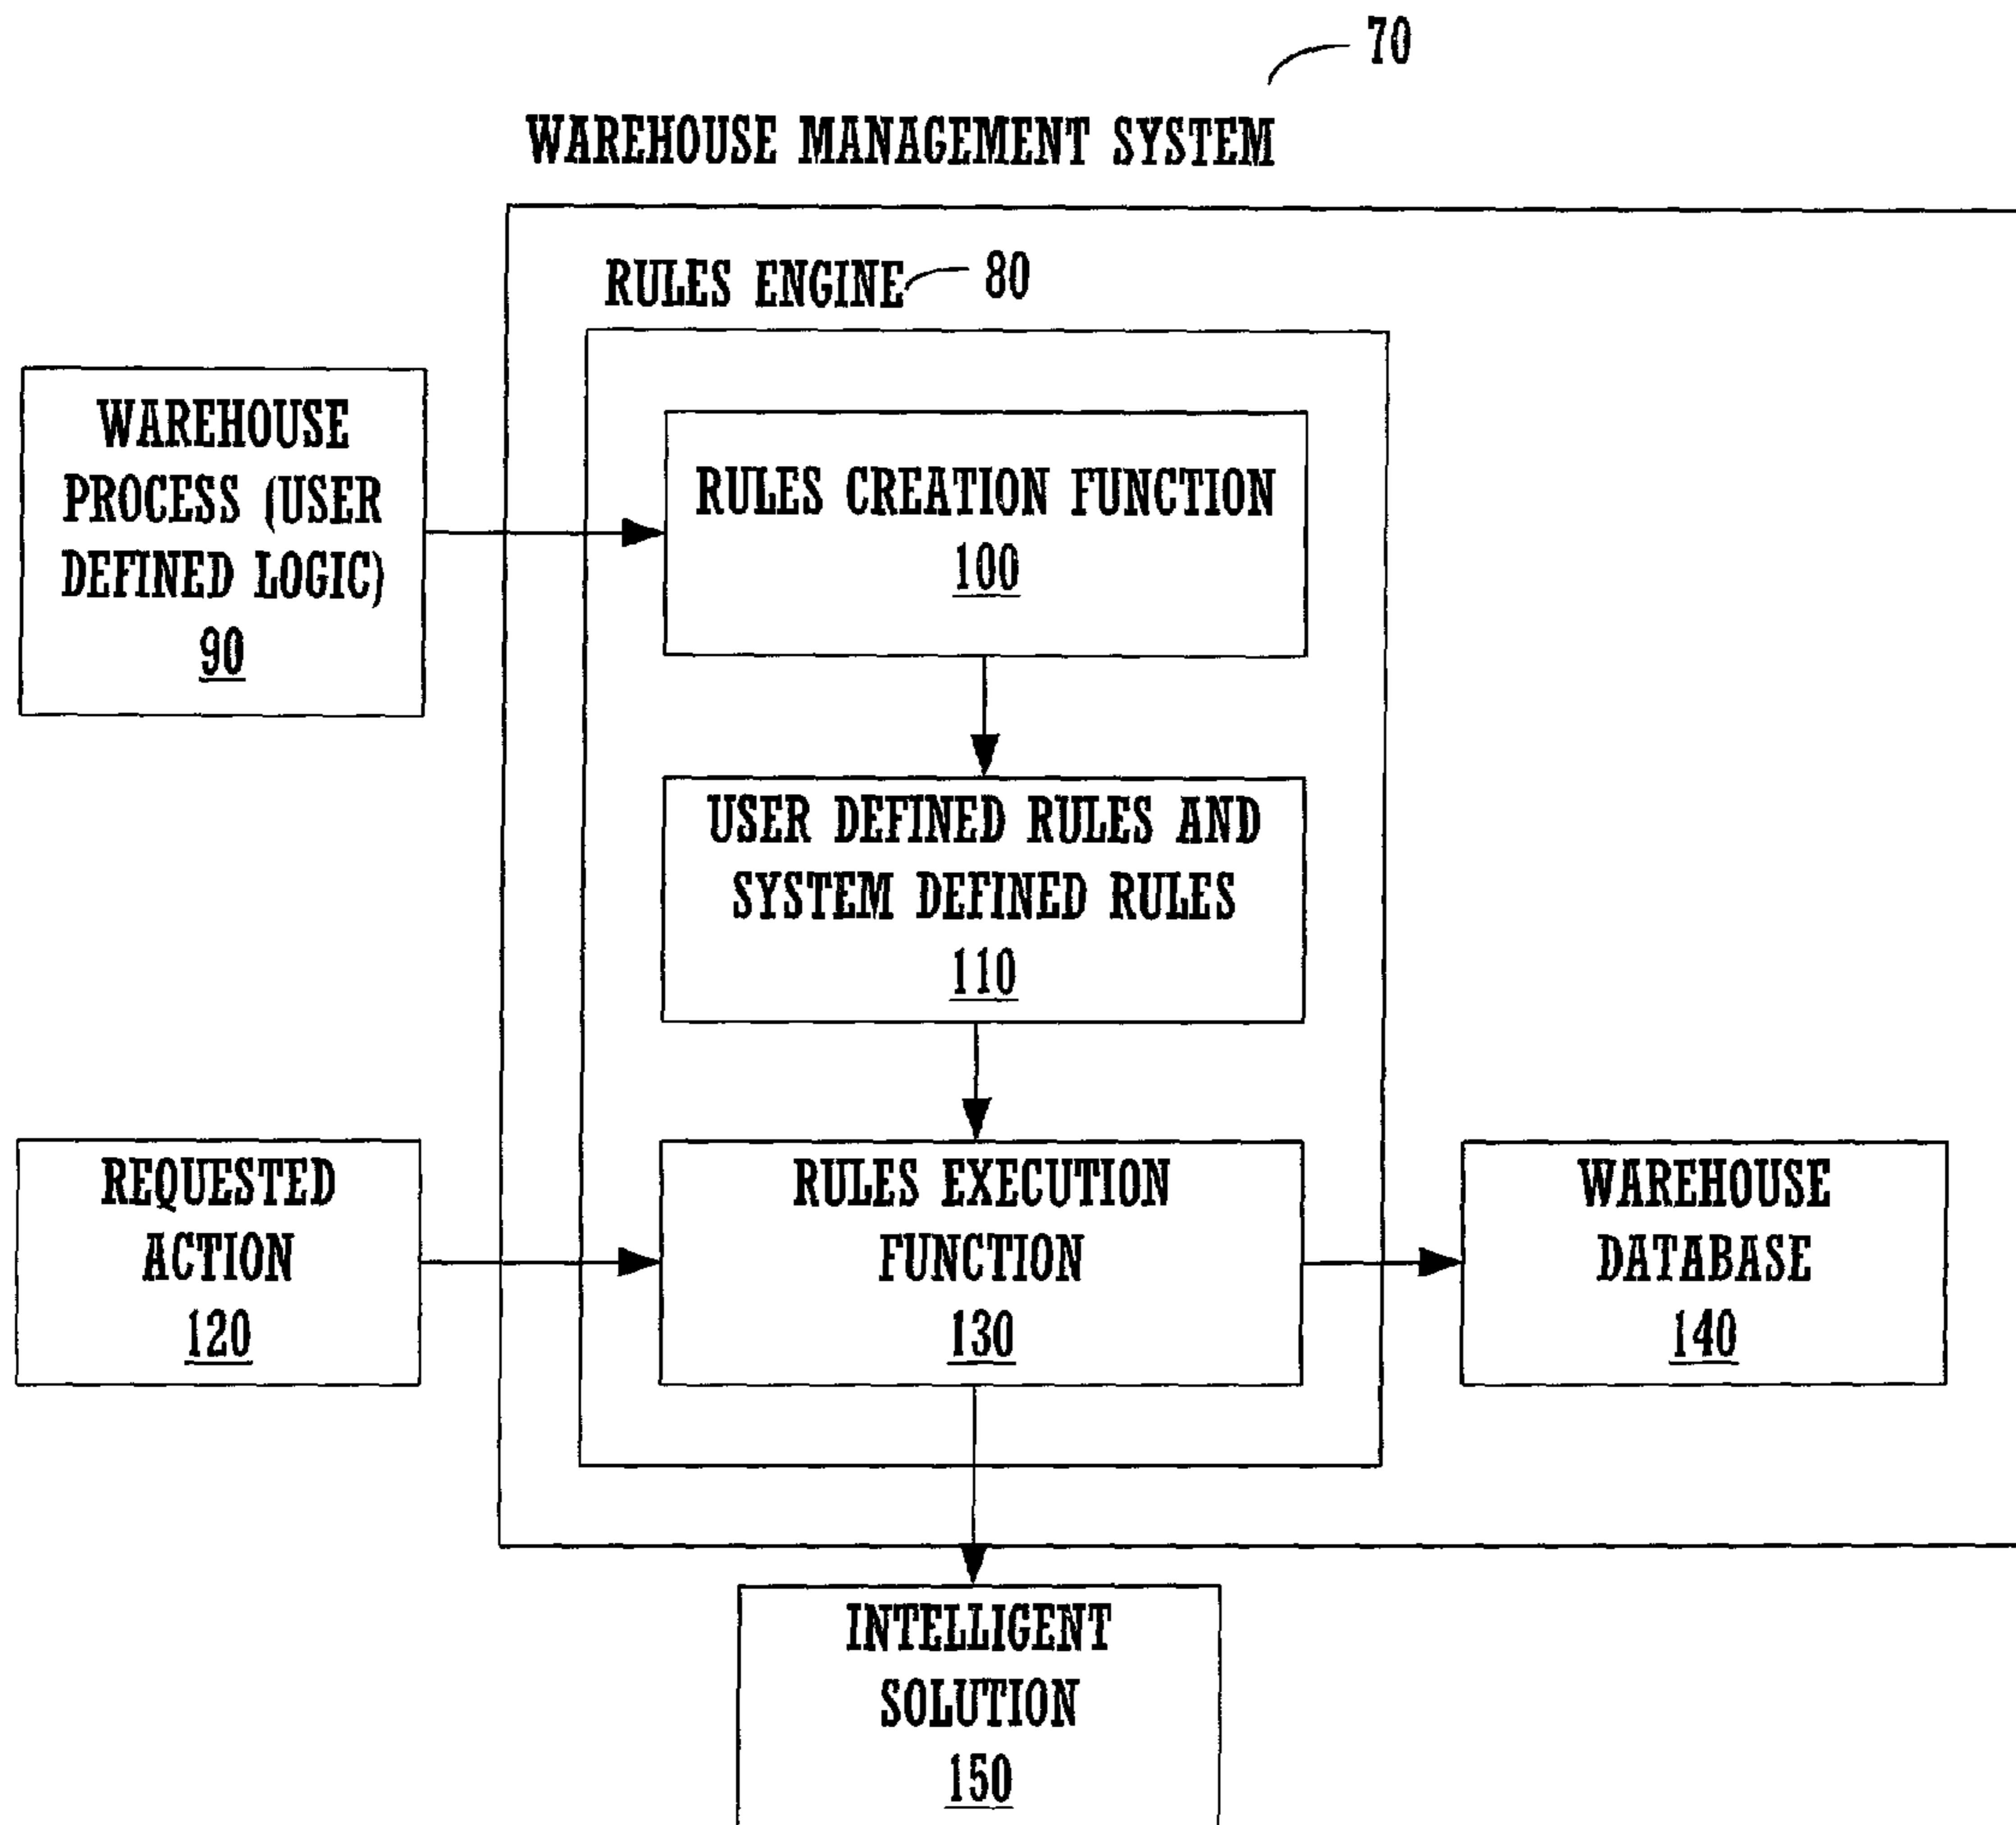 70
WAREHOUSE MANAGEMENT SYSTEM
RULES ENGINE 80
WAREHOUSE
PROCESS (USER
DEFINED LOGIC)
90
RULES CREATION FUNCTION
100
USER DEFINED RULES AND
SYSTEM DEFINED RULES
110
REQUESTED
ACTION
120
RULES EXECUTION
FUNCTION
130
WAREHOUSE
DATABASE
140
INTELLIGENT
SOLUTION
150